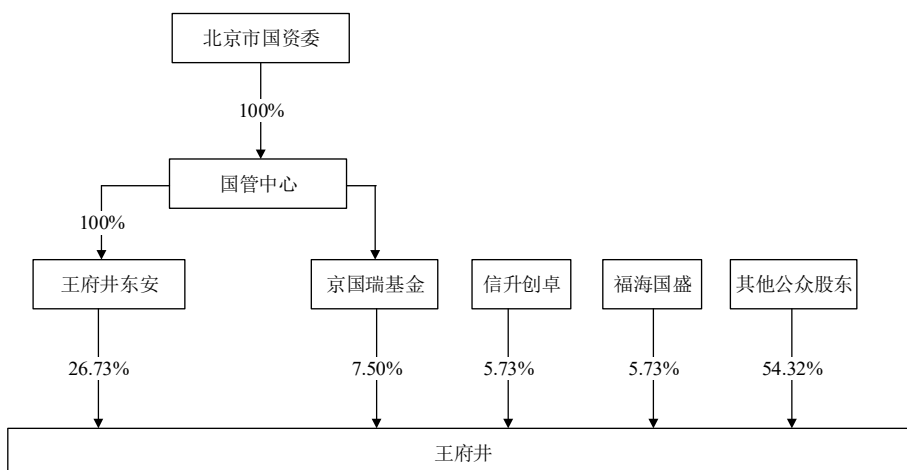 北京市国资委
100%
国管中心
100%
王府井东安
京国瑞基金
信升创卓
福海国盛
其他公众股东
26.73%
7.50%
5.73%
5.73%
54.32%
王府井